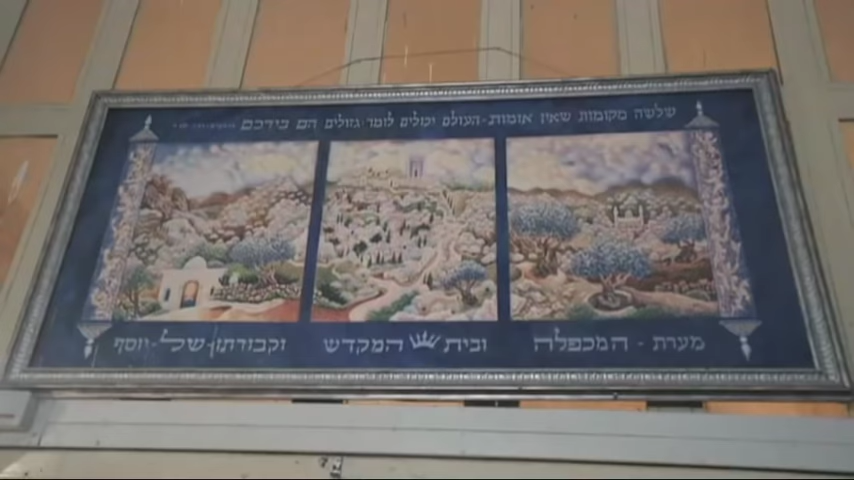 שלשה מקומות שאין אומות-העולם יכולים לומר גזולים הם בידכם
מערת - המכפלה
ובית המקדש
וקבורתו-של-יוסף